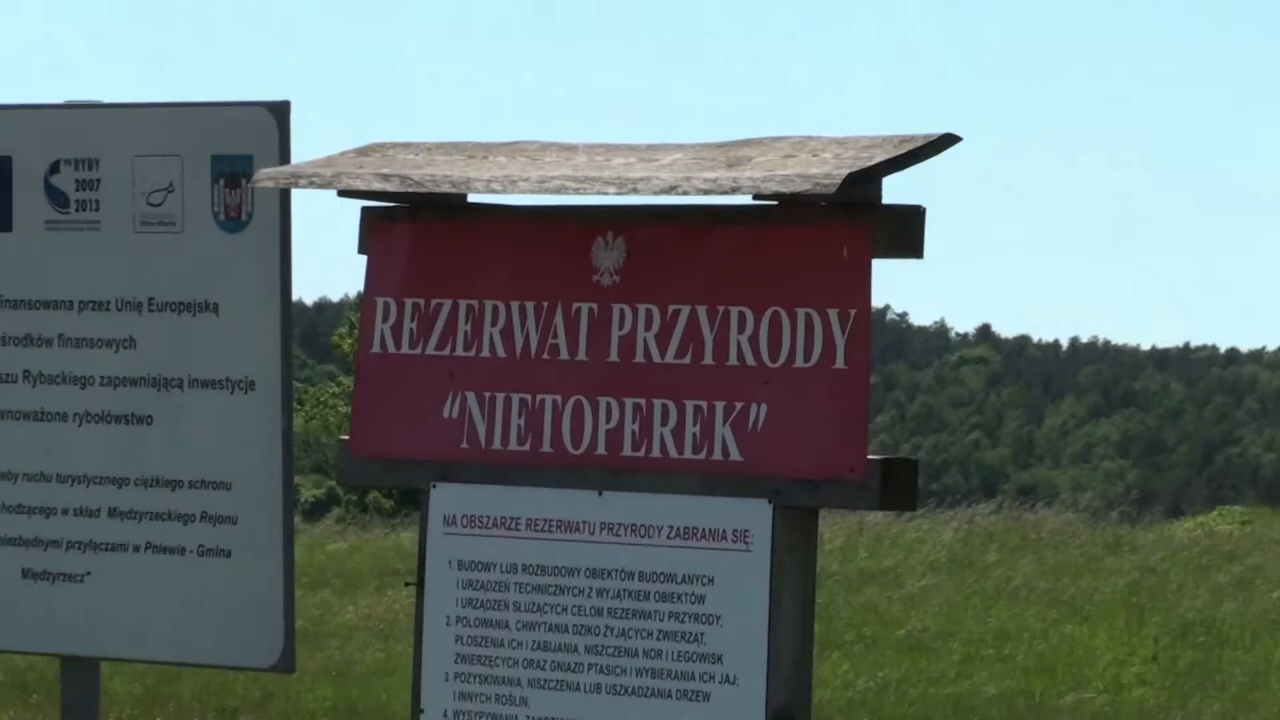 RYBY
2007
2013
finansowana przez Unię Europejską
środków finansowych
szu Rybackiego zapewniającą inwestycje
wnoważone rybołówstwo
eby ruchu turystycznego ciężkiego schronu
hodzącego w skład Międzyrzeckiego Rejonu
niezbędnymi przyłączami w Pniewie - Gmina
Międzyrzecz"
REZERWAT PRZYRODY
"NIETOPEREK"
NA OBSZARZE REZERWATU PRZYRODY ZABRANIA SIĘ:
1. BUDOWY LUB ROZBUDOWY OBIEKTÓW BUDOWLANYCH
I URZĄDZEŃ TECHNICZNYCH Z WYJĄTKIEM OBIEKTÓW
I URZĄDZEŃ SŁUŻĄCYCH CELOM REZERWATU PRZYRODY;
2. POLOWANIA, CHWYTANIA DZIKO ŻYJĄCYCH ZWIERZĄT,
PŁOSZENIA ICH I ZABIJANIA, NISZCZENIA NOR I LEGOWISK
ZWIERZĘCYCH ORAZ GNIAZD PTASICH I WYBIERANIA ICH JAJ;
3. POZYSKIWANIA, NISZCZENIA LUB USZKADZANIA DRZEW
I INNYCH ROŚLIN;
4. WYSYPYWANIA,